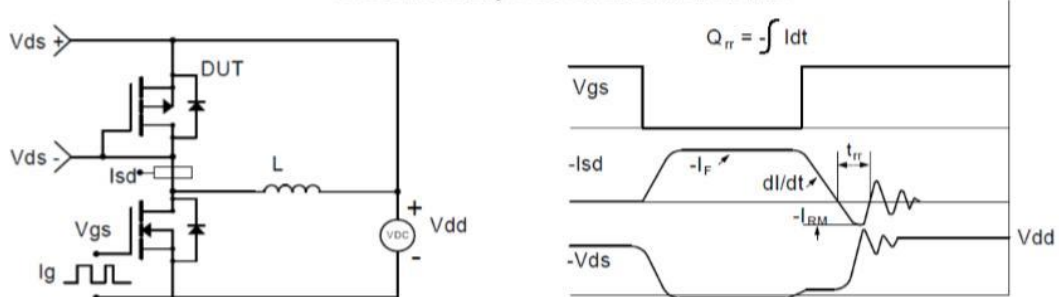 Vds +
DUT
Vds -
Isd
L
Vgs
+
VDC
Vdd
-
Ig
Qrr = -∫ Idt
Vgs
-Isd
-IF
dI/dt
trr
-IRM
Vdd
-Vds